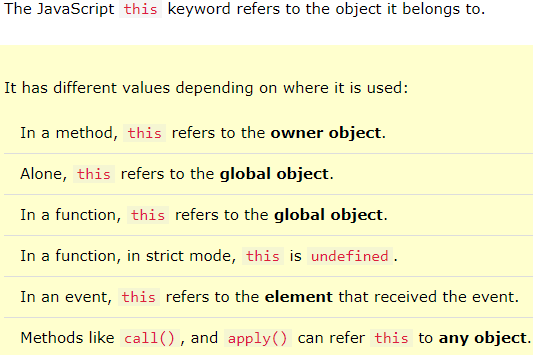 The JavaScript this keyword refers to the object it belongs to.
It has different values depending on where it is used:
In a method, this refers to the owner object.
Alone, this refers to the global object.
In a function, this refers to the global object.
In a function, in strict mode, this is undefined.
In an event, this refers to the element that received the event.
Methods like call(), and apply() can refer this to any object.